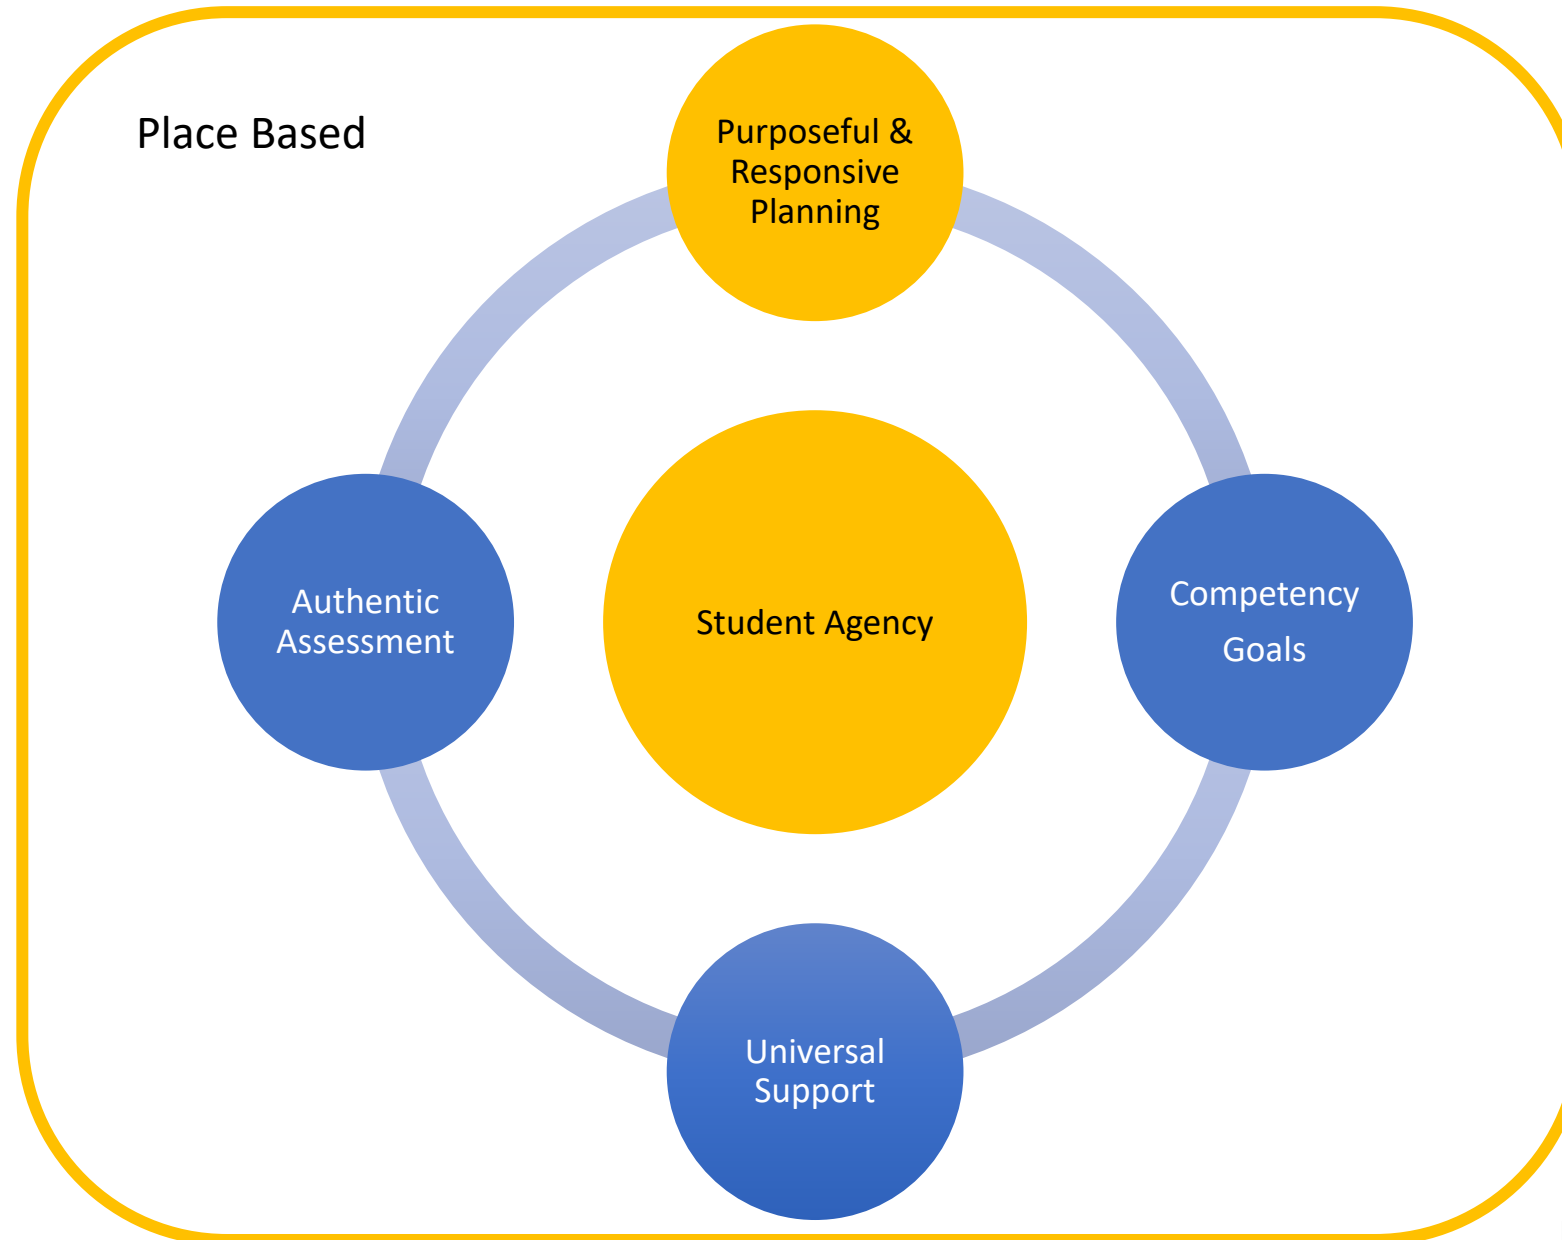 Place Based
Purposeful &
Responsive
Planning
Authentic
Assessment
Student Agency
Competency
Goals
Universal
Support